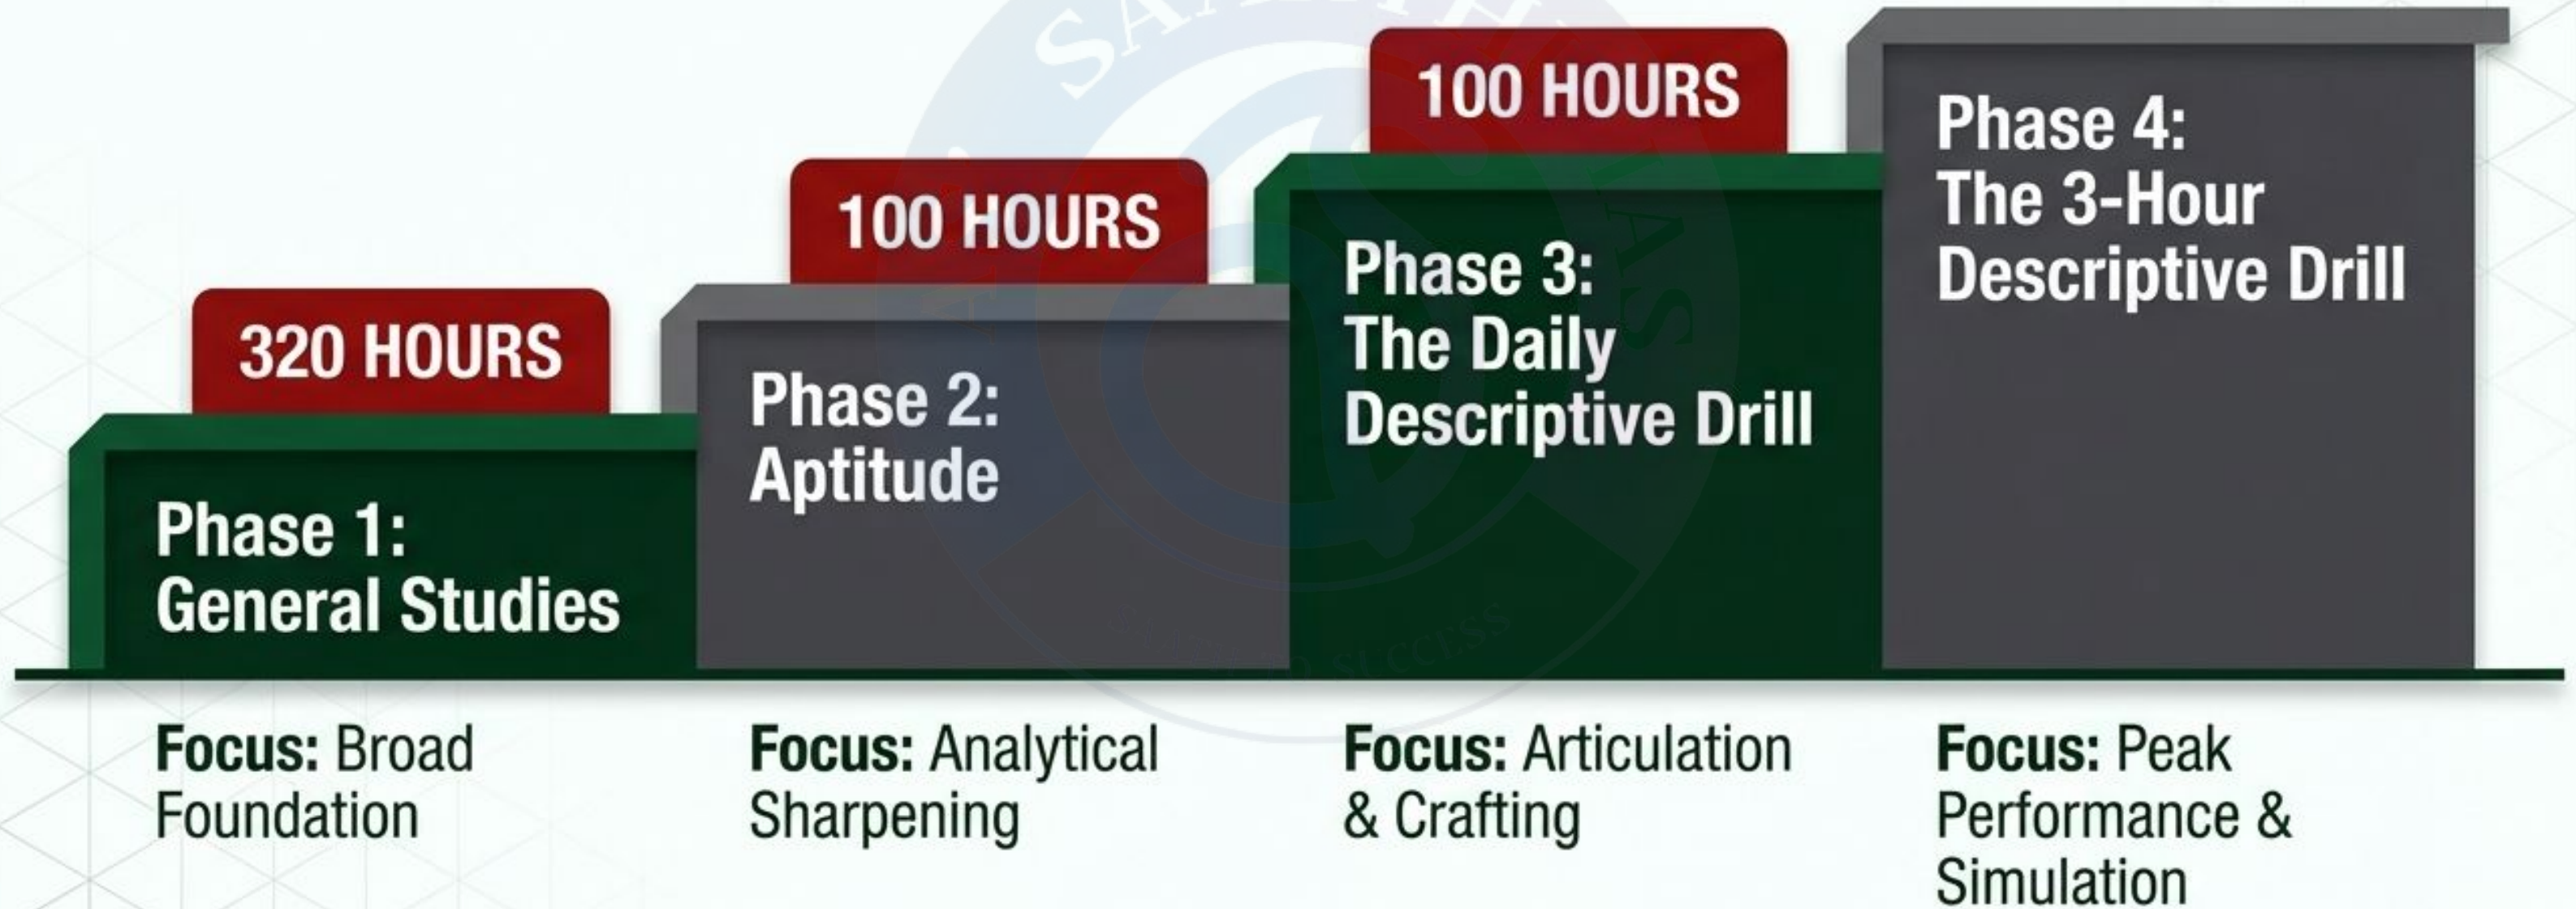 320 HOURS
Phase 1:
General Studies
Focus: Broad
Foundation
100 HOURS
Phase 2:
Aptitude
Focus: Analytical
Sharpening
100 HOURS
Phase 3:
The Daily
Descriptive Drill
Focus: Articulation
& Crafting
Phase 4:
The 3-Hour
Descriptive Drill
Focus: Peak
Performance &
Simulation
IAS
SUCCESS